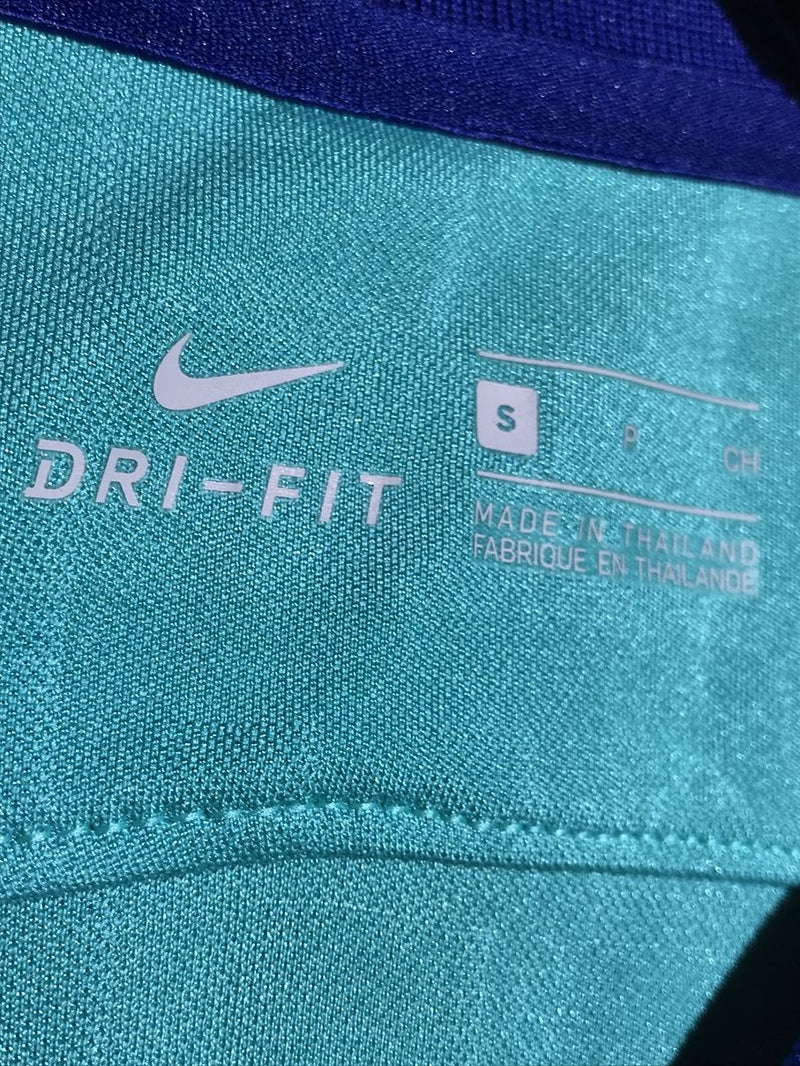 DRI-FIT
S P CH
MADE IN THAILAND
FABRIQUE EN THAILANDE